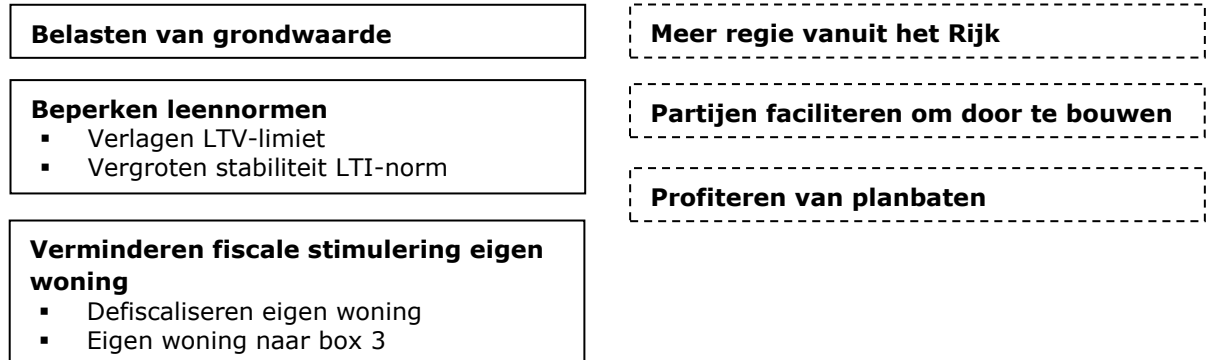 Belasten van grondwaarde
Beperken leennormen
▪ Verlagen LTV-limiet
▪ Vergroten stabiliteit LTI-norm
Verminderen fiscale stimulering eigen
woning
▪ Defiscaliseren eigen woning
▪ Eigen woning naar box 3
Meer regie vanuit het Rijk
Partijen faciliteren om door te bouwen
Profiteren van planbaten